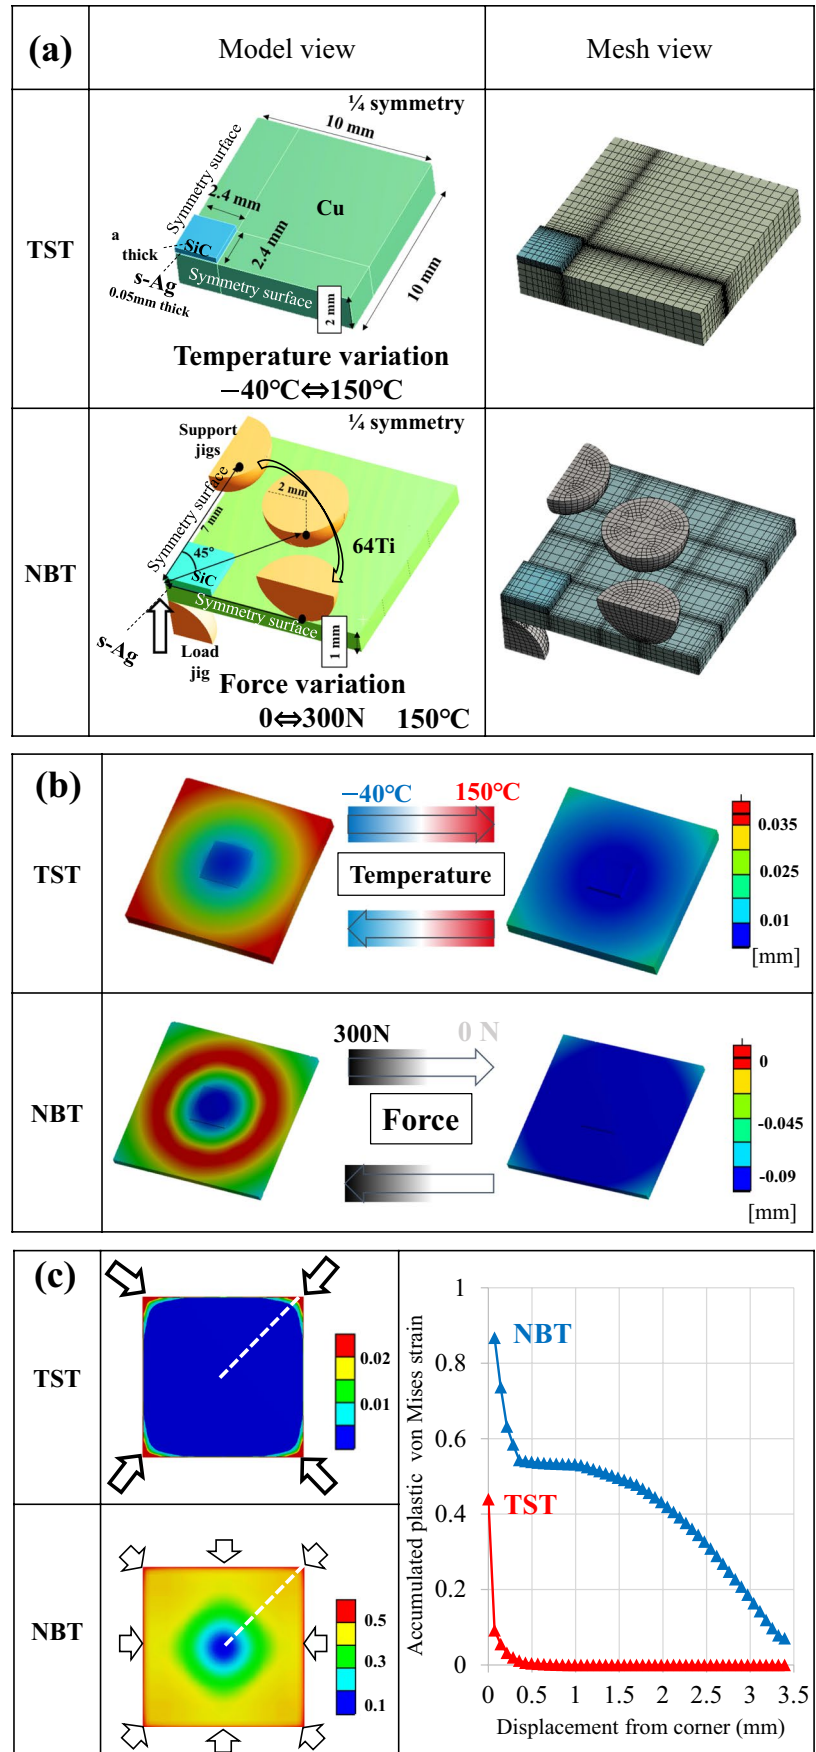 (a)
Model view
Mesh view
TST
¼ symmetry
10 mm
Symmetry surface
2.4 mm
Cu
a
thick
SiC
2.4 mm
s-Ag
0.05mm thick
Symmetry surface
2 mm
10 mm
Temperature variation
−40℃⇔150℃
NBT
¼ symmetry
Support
jigs
Symmetry surface
7 mm
2 mm
45°
SiC
64Ti
Symmetry surface
s-Ag
Load
jig
1 mm
Force variation
0⇔300N 150℃
(b)
TST
−40℃
150℃
Temperature
0.035
0.025
0.01
[mm]
NBT
300N
0 N
Force
0
-0.045
-0.09
[mm]
(c)
TST
0.02
0.01
NBT
0.5
0.3
0.1
Accumulated plastic von Mises strain
1
0.8
0.6
0.4
0.2
0
NBT
TST
0 0.5 1 1.5 2 2.5 3 3.5
Displacement from corner (mm)